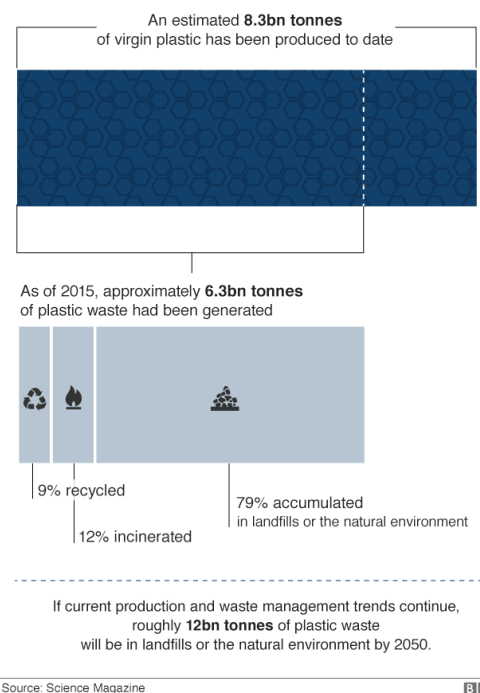 An estimated 8.3bn tonnes
of virgin plastic has been produced to date
As of 2015, approximately 6.3bn tonnes
of plastic waste had been generated
9% recycled
12% incinerated
79% accumulated
in landfills or the natural environment
If current production and waste management trends continue,
roughly 12bn tonnes of plastic waste
will be in landfills or the natural environment by 2050.
Source: Science Magazine
B